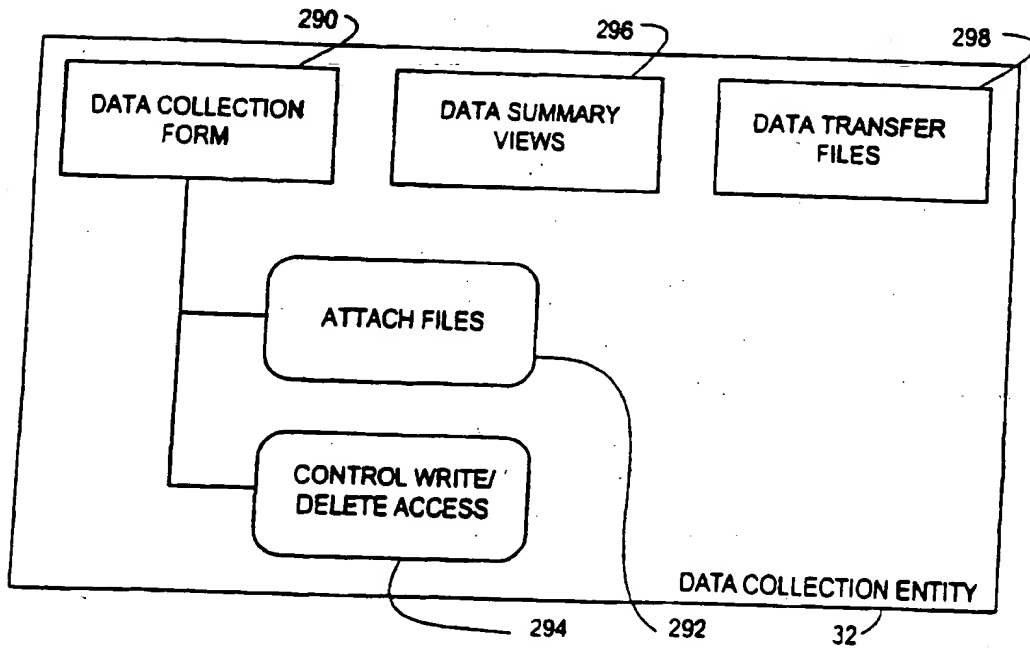 290
296
298
DATA COLLECTION
FORM
DATA SUMMARY
VIEWS
DATA TRANSFER
FILES
ATTACH FILES
CONTROL WRITE/
DELETE ACCESS
DATA COLLECTION ENTITY
294
292
32